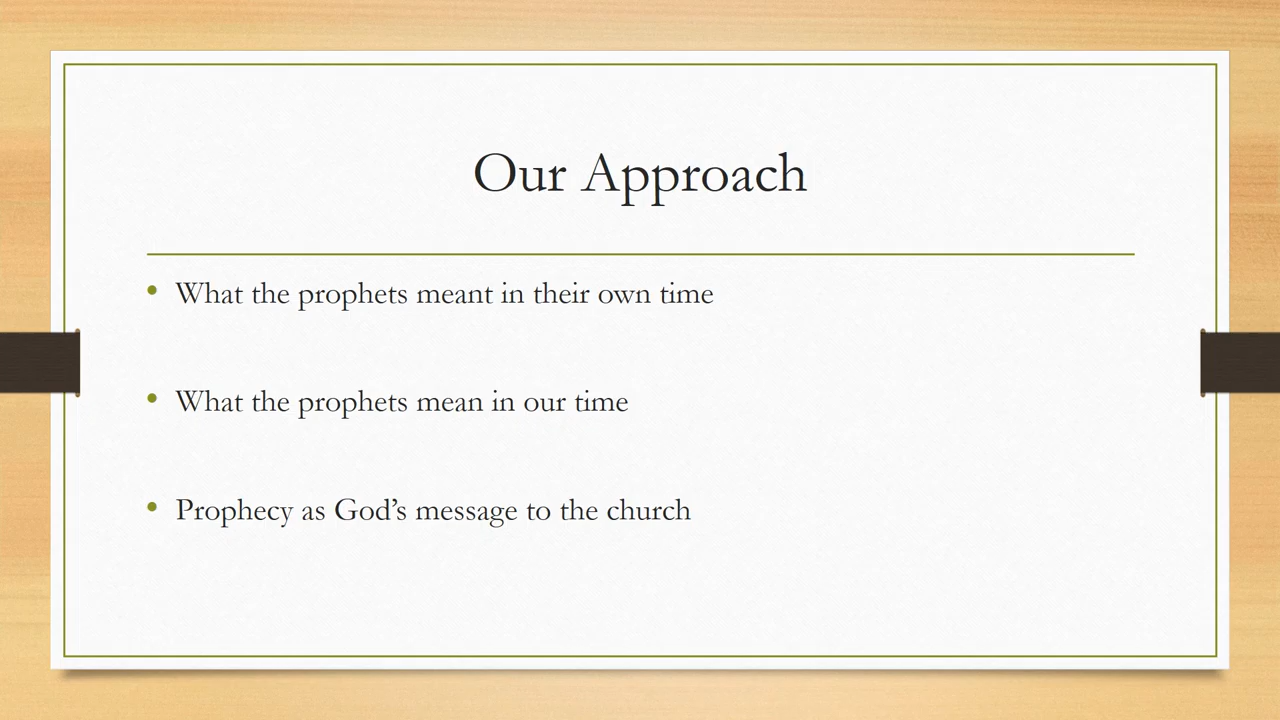 Our Approach
• What the prophets meant in their own time
• What the prophets mean in our time
• Prophecy as God’s message to the church